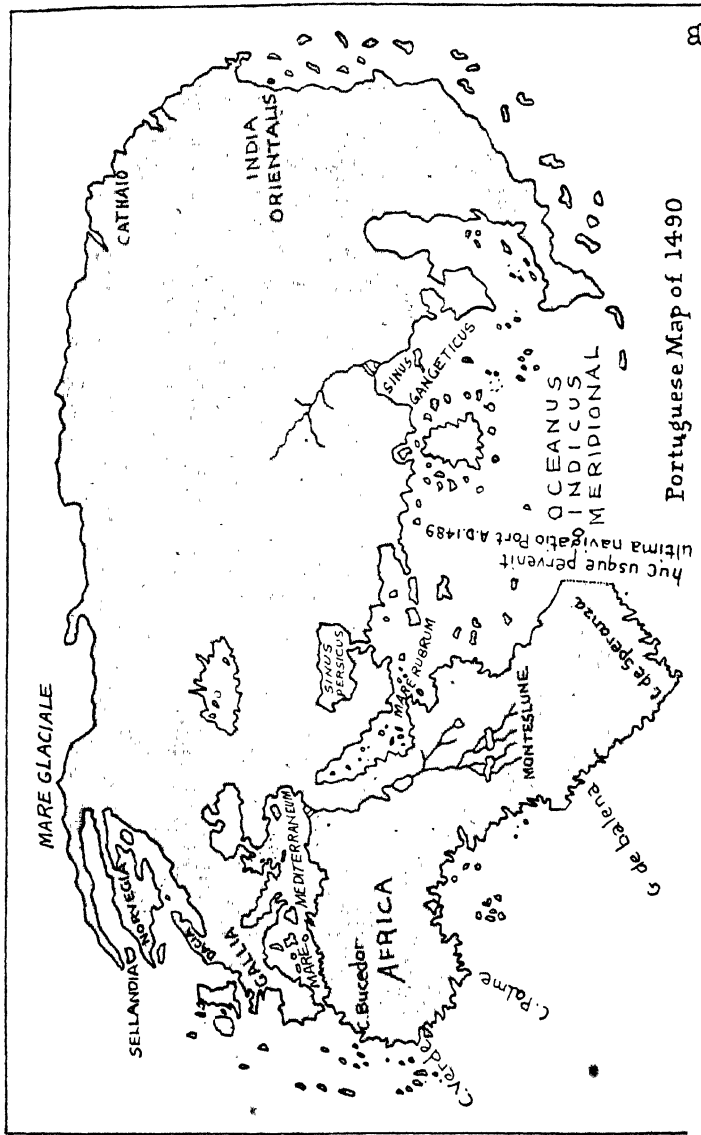 MARE GLACIALE
CATHAIO
SELLANDIA
NORVEGIA
DACIA
GALLIA
INDIA
ORIENTALIS
MARE MEDITERRANEUM
SINUS
PERSICUS
MARE RUBRUM
SINUS
GANGETICUS
C. Bucedor
AFRICA
C. Verde
C. Palme
MONTESLUNE
OCEANUS
INDICUS
MERIDIONAL
huc usque pervenit
ultima navigatio Port A.D.1489
C. de Speranza
G de balena
Portuguese Map of 1490